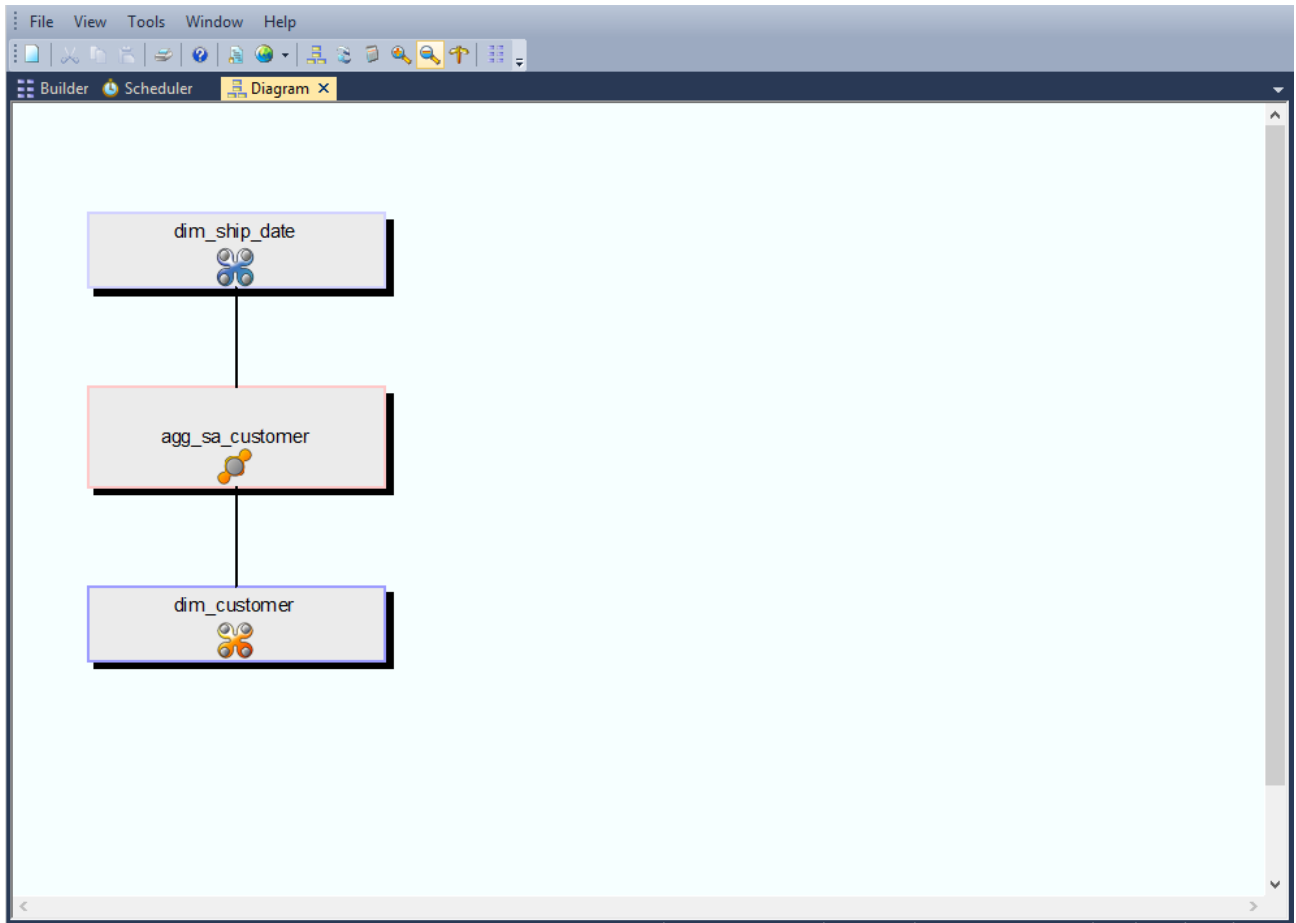 File View Tools Window Help
Builder Scheduler Diagram
dim_ship_date
agg_sa_customer
dim_customer